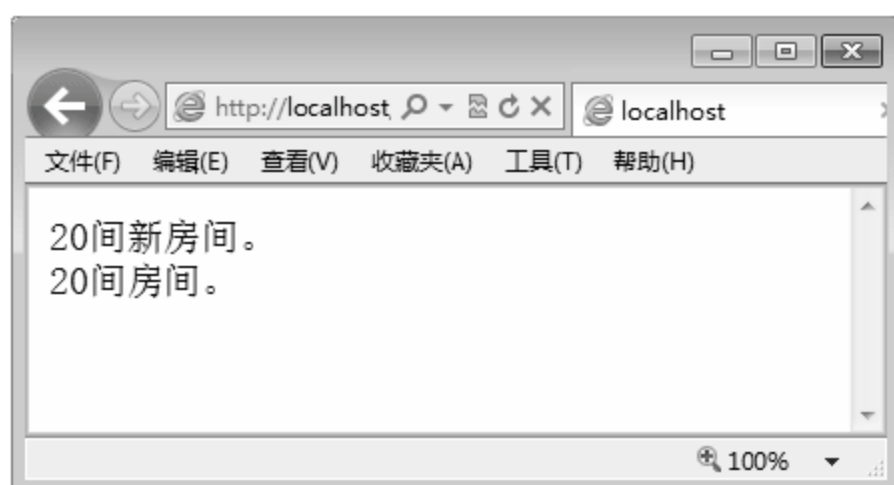 http://localhost,
localhost
文件(F) 编辑(E) 查看(V) 收藏夹(A) 工具(T) 帮助(H)
20间新房间。
20间房间。
100%